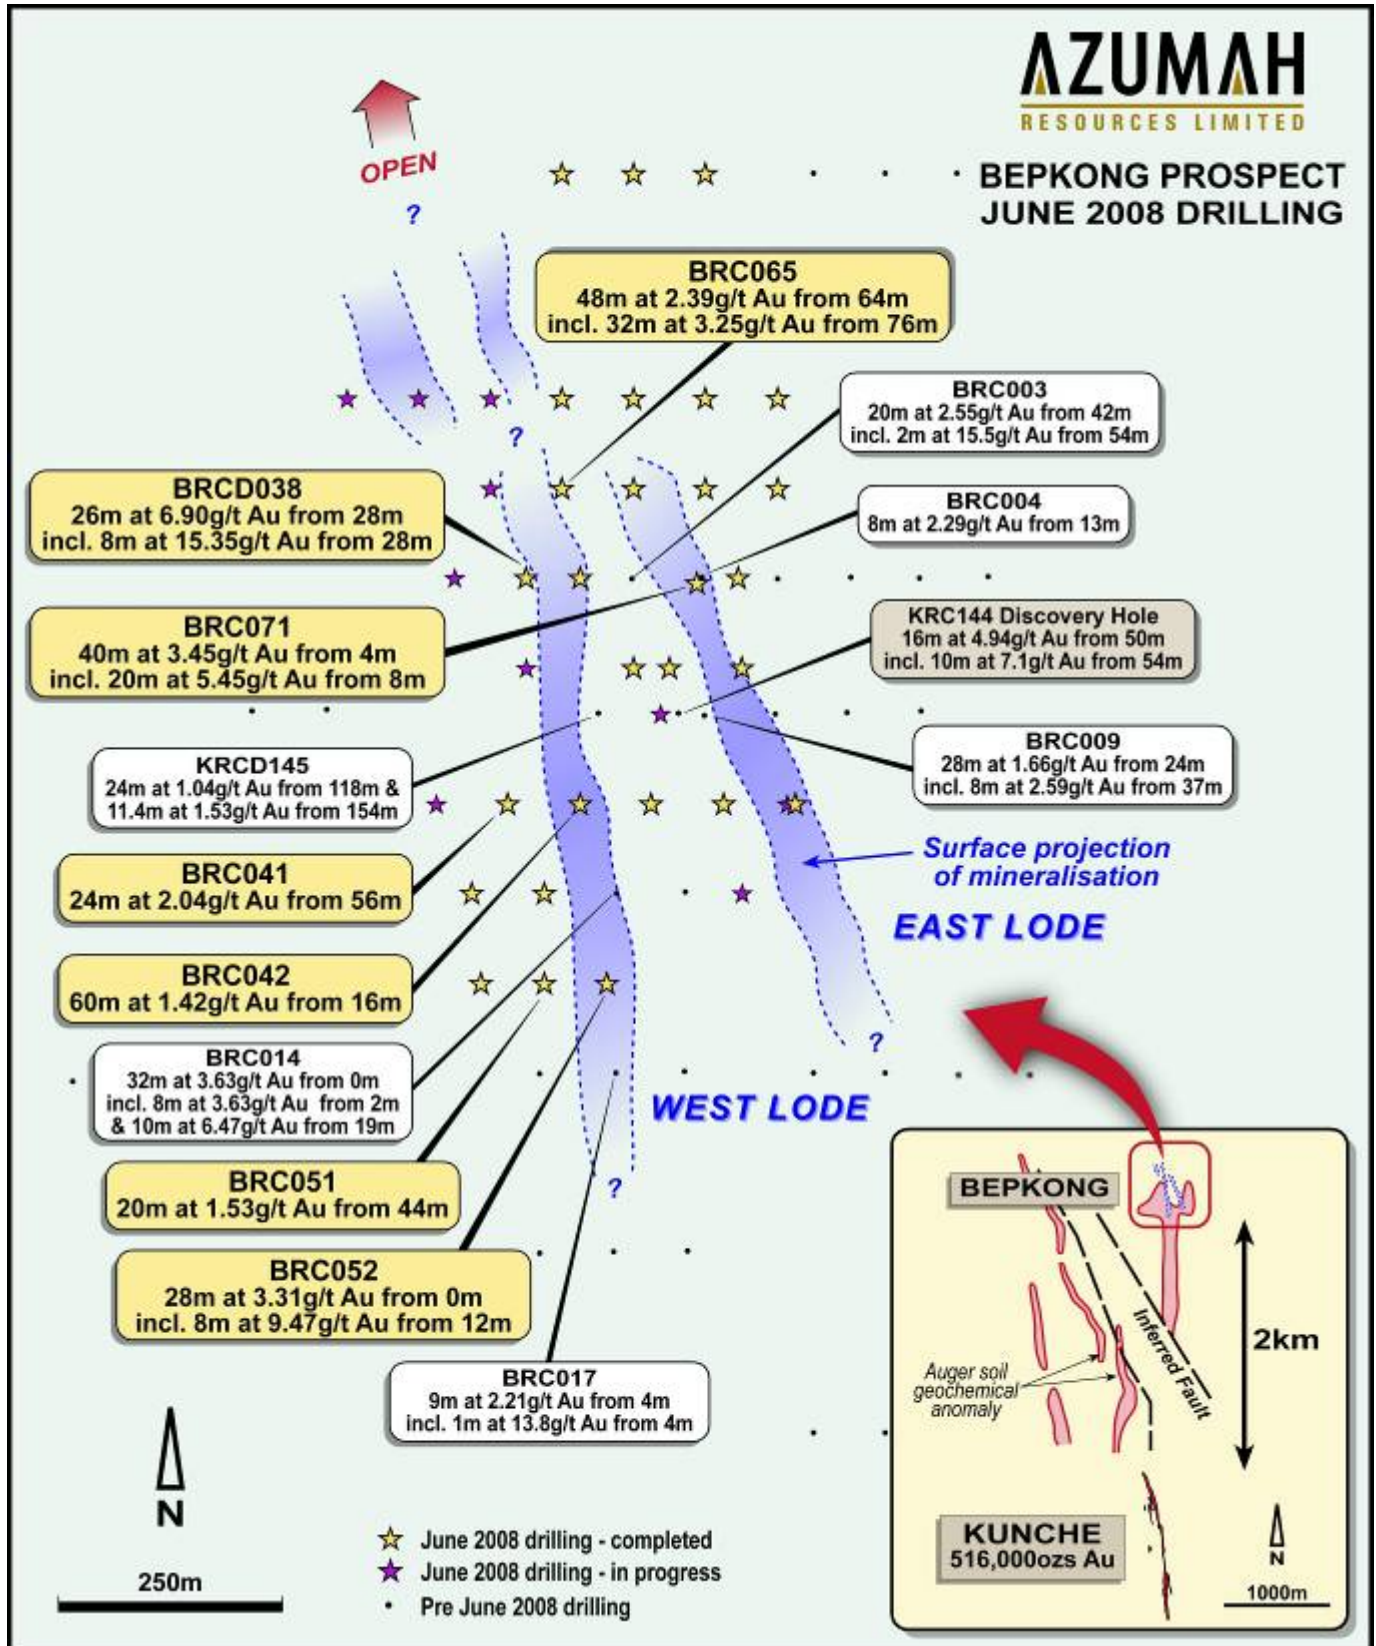 AZUMAH
RESOURCES LIMITED
BEPKONG PROSPECT
JUNE 2008 DRILLING
OPEN
?
BRC065
48m at 2.39g/t Au from 64m
incl. 32m at 3.25g/t Au from 76m
BRC003
20m at 2.55g/t Au from 42m
incl. 2m at 15.5g/t Au from 54m
?
BRCD038
26m at 6.90g/t Au from 28m
incl. 8m at 15.35g/t Au from 28m
BRC004
8m at 2.29g/t Au from 13m
BRC071
40m at 3.45g/t Au from 4m
incl. 20m at 5.45g/t Au from 8m
KRC144 Discovery Hole
16m at 4.94g/t Au from 50m
incl. 10m at 7.1g/t Au from 54m
KRCD145
24m at 1.04g/t Au from 118m &
11.4m at 1.53g/t Au from 154m
BRC009
28m at 1.66g/t Au from 24m
incl. 8m at 2.59g/t Au from 37m
Surface projection
of mineralisation
BRC041
24m at 2.04g/t Au from 56m
EAST LODE
BRC042
60m at 1.42g/t Au from 16m
?
BRC014
32m at 3.63g/t Au from 0m
incl. 8m at 3.63g/t Au from 2m
& 10m at 6.47g/t Au from 19m
WEST LODE
BRC051
20m at 1.53g/t Au from 44m
?
BRC052
28m at 3.31g/t Au from 0m
incl. 8m at 9.47g/t Au from 12m
BRC017
9m at 2.21g/t Au from 4m
incl. 1m at 13.8g/t Au from 4m
BEPKONG
2km
Inferred Fault
Auger soil
geochemical
anomaly
KUNCHE
516,000ozs Au
N
1000m
N
250m
June 2008 drilling - completed
June 2008 drilling - in progress
Pre June 2008 drilling